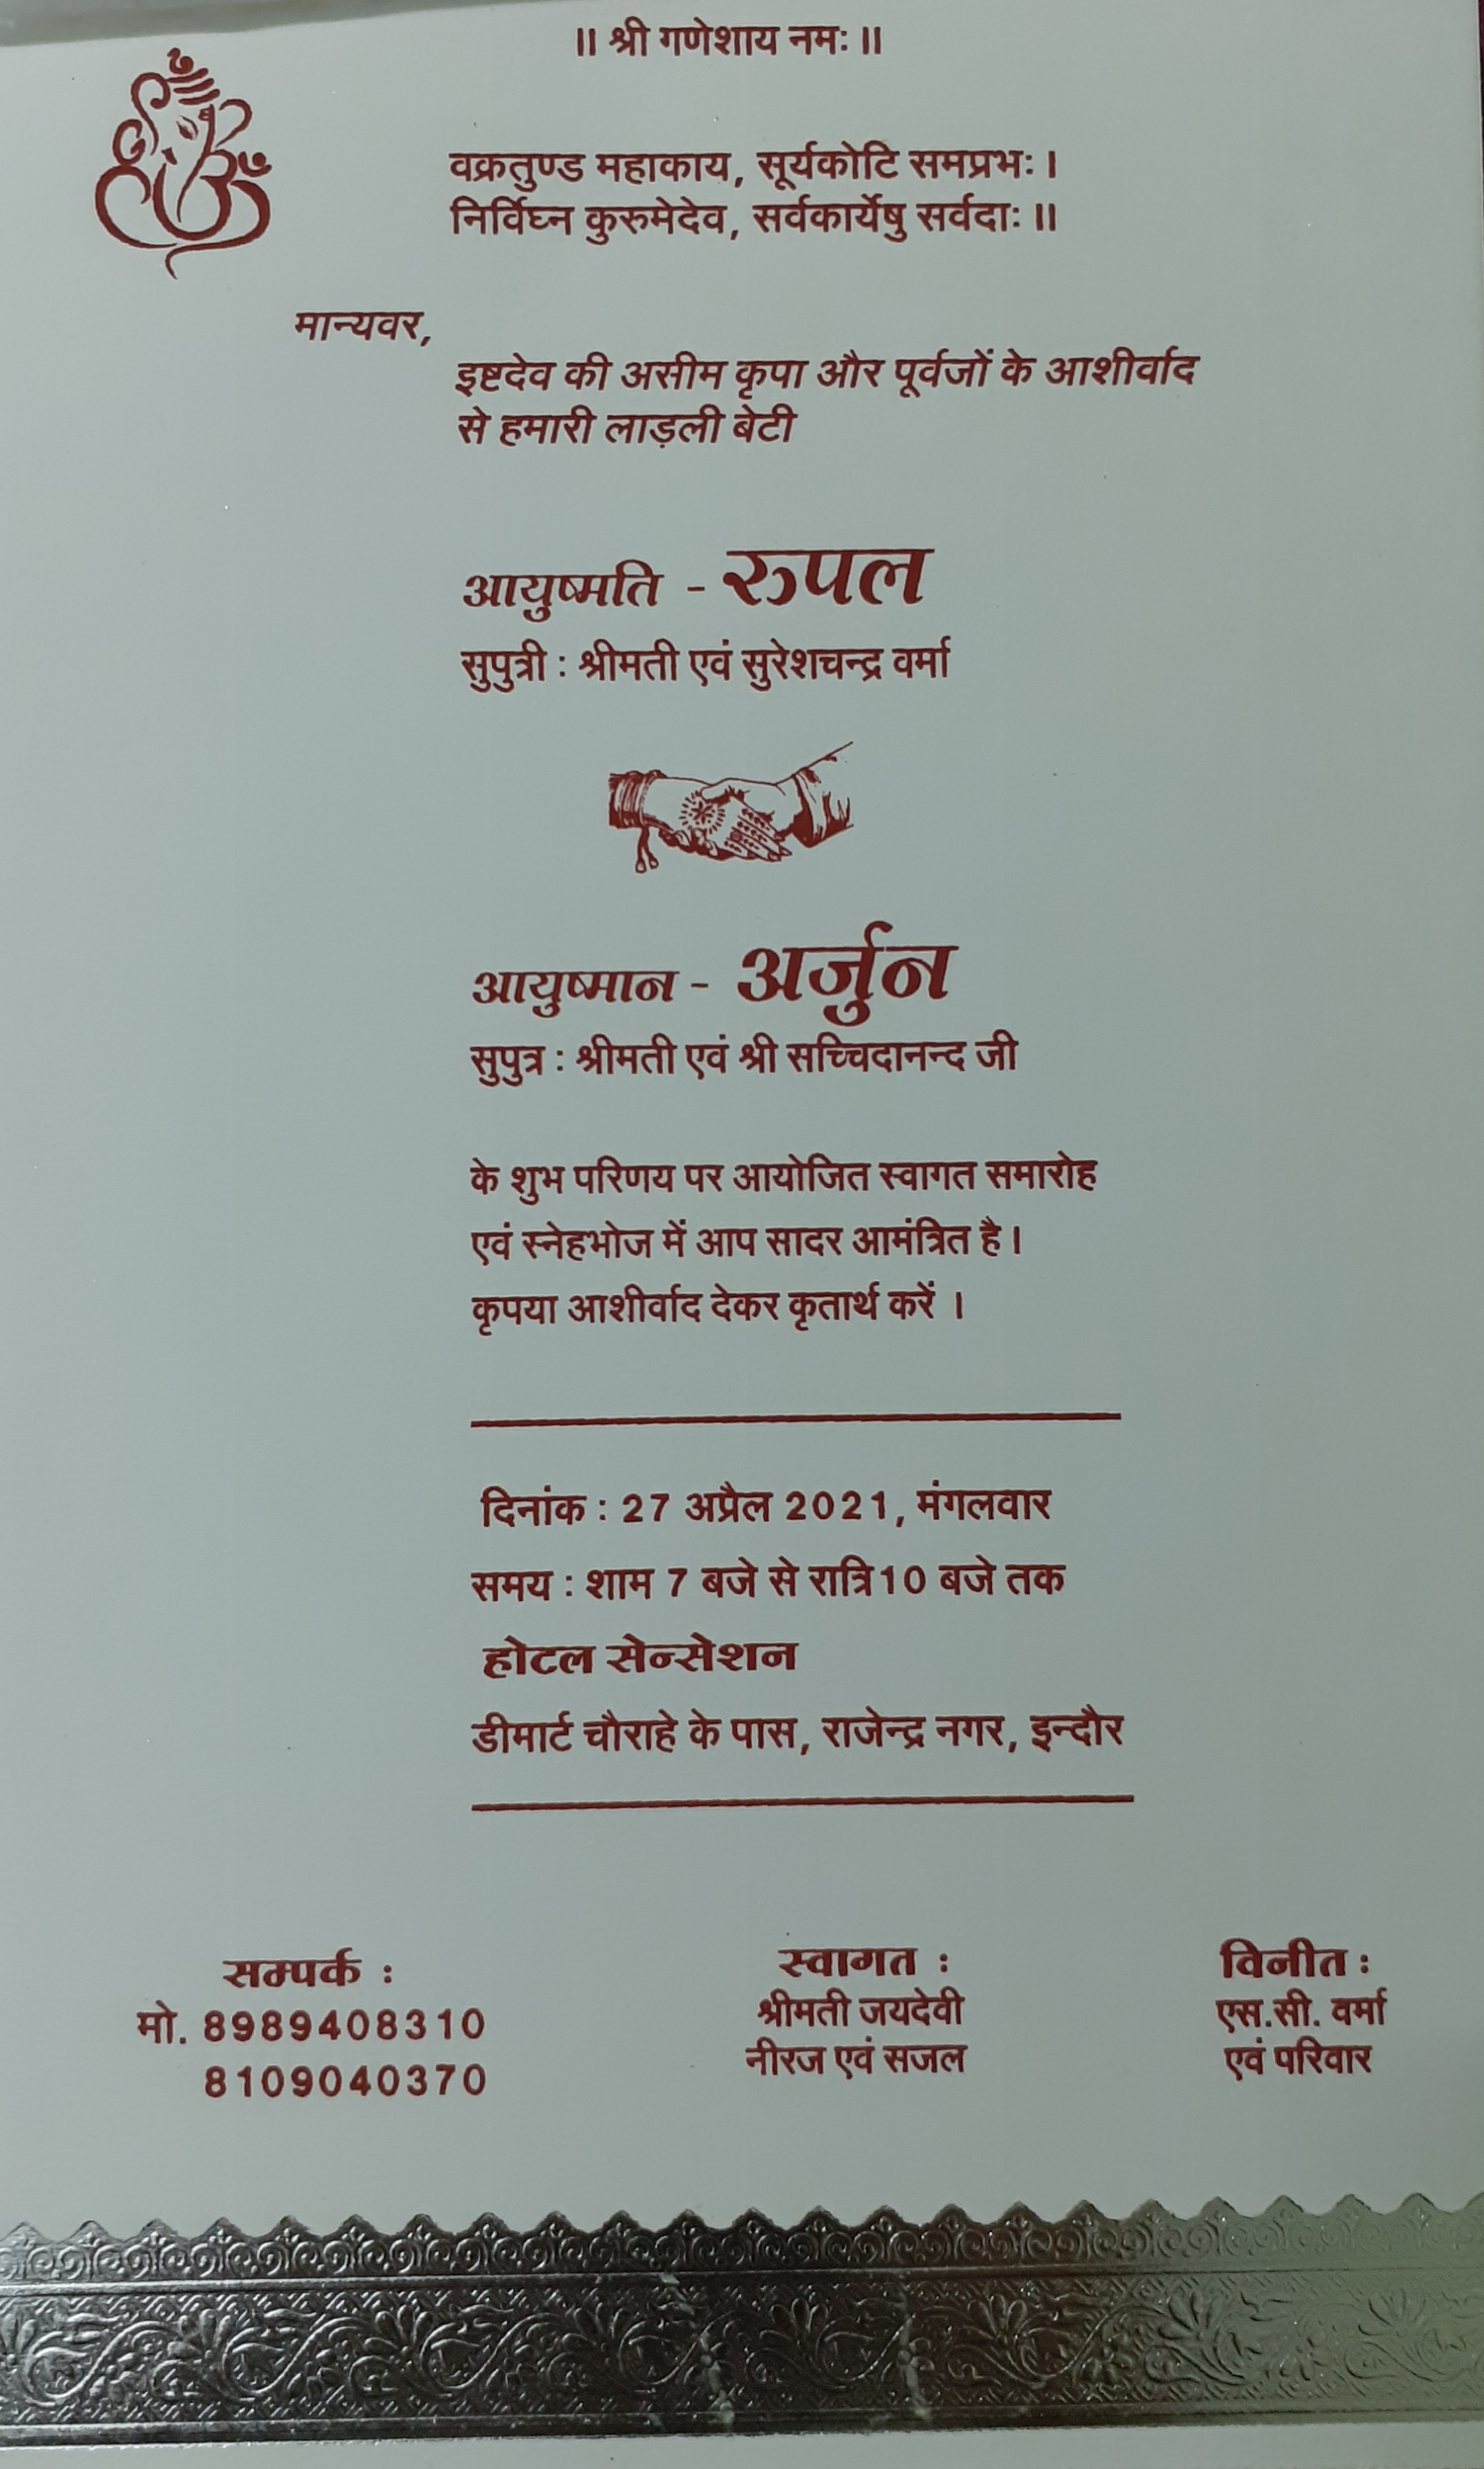 ॥ श्री गणेशाय नमः ॥
वक्रतुण्ड महाकाय, सूर्यकोटि समप्रभः ।
निर्विघ्न कुरुमेदेव, सर्वकार्येषु सर्वदाः ॥
मान्यवर,
इष्टदेव की असीम कृपा और पूर्वजों के आशीर्वाद
से हमारी लाड़ली बेटी
आयुष्मति - रुपल
सुपुत्री : श्रीमती एवं सुरेशचन्द्र वर्मा
आयुष्मान - अर्जुन
सुपुत्र : श्रीमती एवं श्री सच्चिदानन्द जी
के शुभ परिणय पर आयोजित स्वागत समारोह
एवं स्नेहभोज में आप सादर आमंत्रित है ।
कृपया आशीर्वाद देकर कृतार्थ करें ।
दिनांक : 27 अप्रैल 2021, मंगलवार
समय : शाम 7 बजे से रात्रि 10 बजे तक
होटल सेन्सेशन
डीमार्ट चौराहे के पास, राजेन्द्र नगर, इन्दौर
सम्पर्क :
मो. 8989408310
8109040370
स्वागत :
श्रीमती जयदेवी
नीरज एवं सजल
विनीत :
एस.सी. वर्मा
एवं परिवार